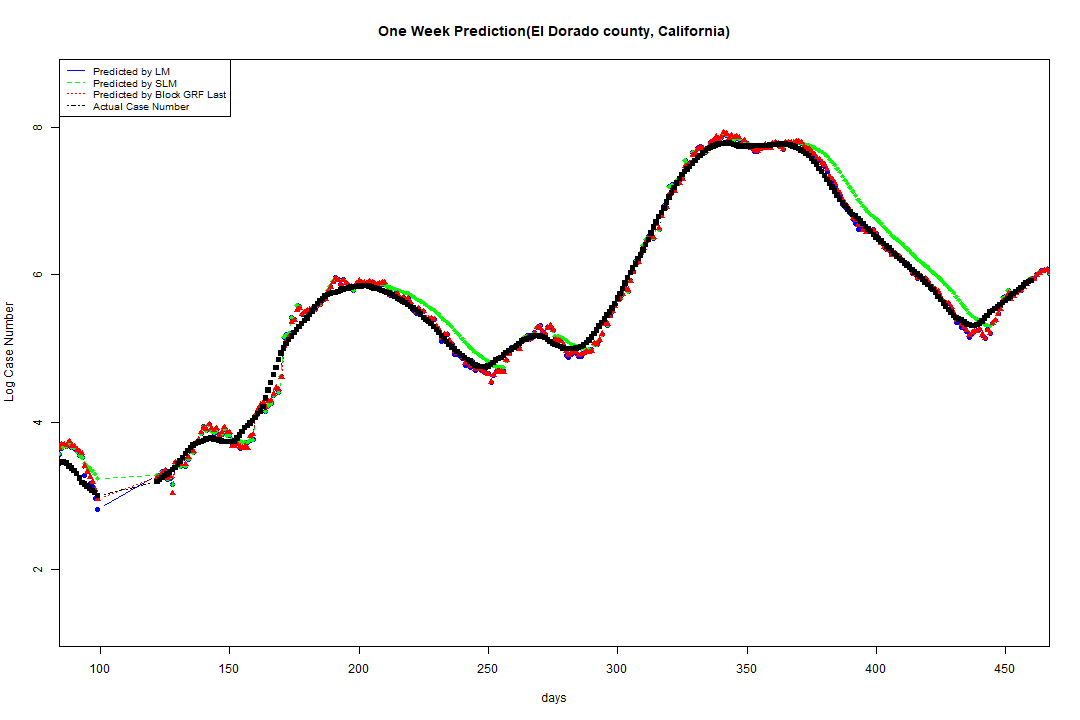 One Week Prediction(El Dorado county, California)
Predicted by LM
Predicted by SLM
Predicted by Block GRF Last
Actual Case Number
8
6
4
2
Log Case Number
100 150 200 250 300 350 400 450
days